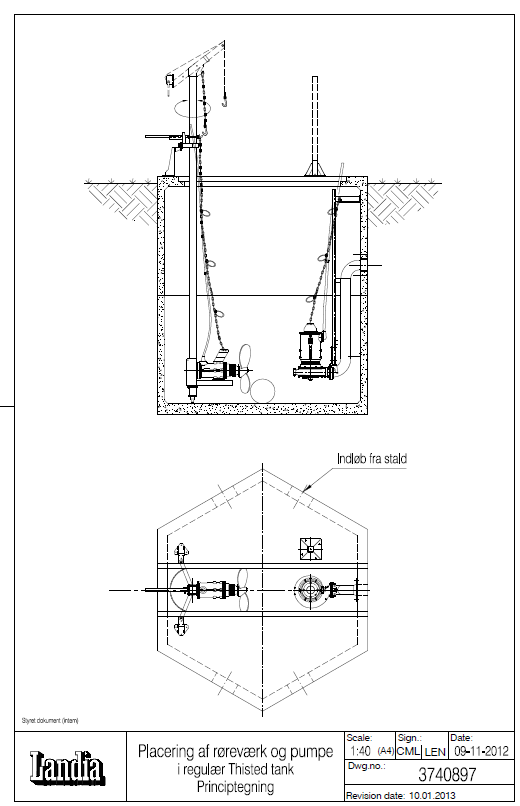 Indløb fra stald
Styret dokument (intern)
Landia
Placering af røreværk og pumpe
i regulær Thisted tank
Principtegning
Scale: Sign.: Date:
1:40 (A4) CML LEN 09-11-2012
Dwg.no.:
3740897
Revision date: 10.01.2013